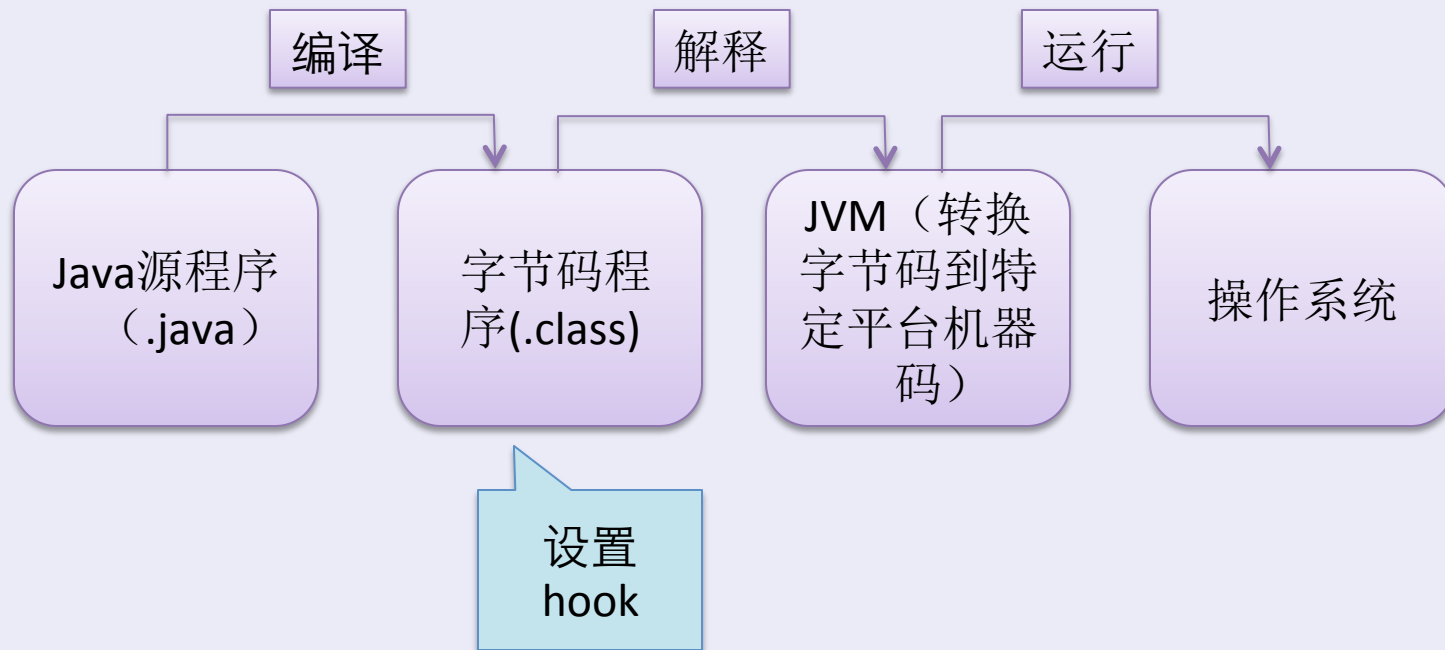 编译
解释
运行
Java源程序
（.java）
字节码程
序(.class)
JVM（转换
字节码到特
定平台机器
码）
操作系统
设置
hook